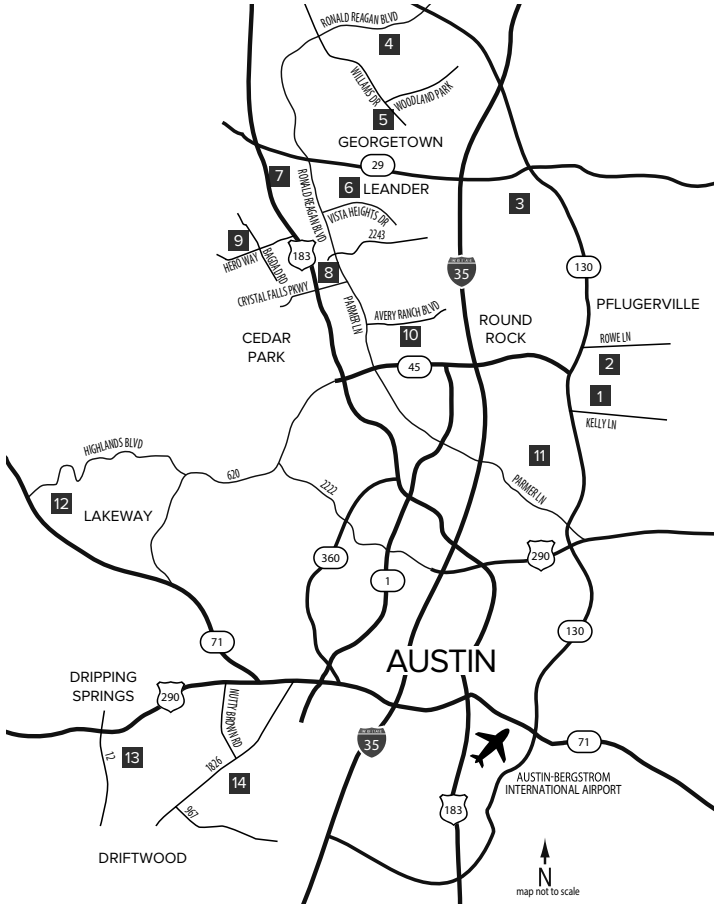 RONALD REAGAN BLVD
4
WILLIAMS DR
WOODLAND PARK
5
GEORGETOWN
29
7
RONALD REAGAN BLVD
6
LEANDER
3
VISTA HEIGHTS DR
9
2243
HERO WAY
BAGDAD RD
183
8
35
130
CRYSTAL FALLS PKWY
PARMER LN
AVERY RANCH BLVD
PFLUGERVILLE
CEDAR
PARK
10
ROUND
ROCK
ROWE LN
2
45
1
KELLY LN
HIGHLANDS BLVD
620
2222
11
PARMER LN
12
LAKEWAY
360
1
290
130
71
AUSTIN
DRIPPING
SPRINGS
290
NUTTY BROWN RD
35
71
12
13
1826
14
AUSTIN-BERGSTROM
INTERNATIONAL AIRPORT
967
183
DRIFTWOOD
N
map not to scale